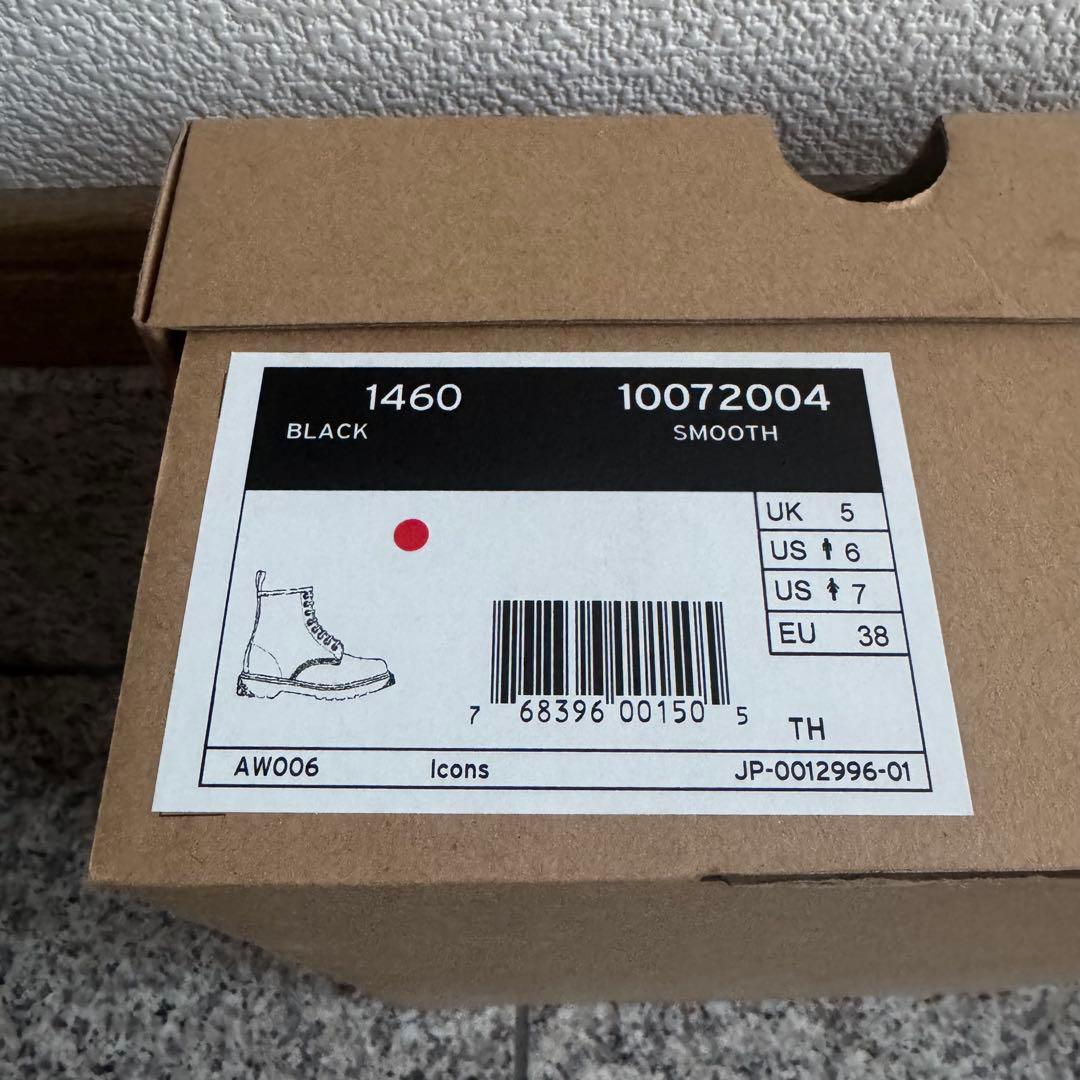 1460 10072004
BLACK SMOOTH
UK 5
US 6
US 7
EU 38
7 68396 00150 5
TH
AW006 Icons JP-0012996-01